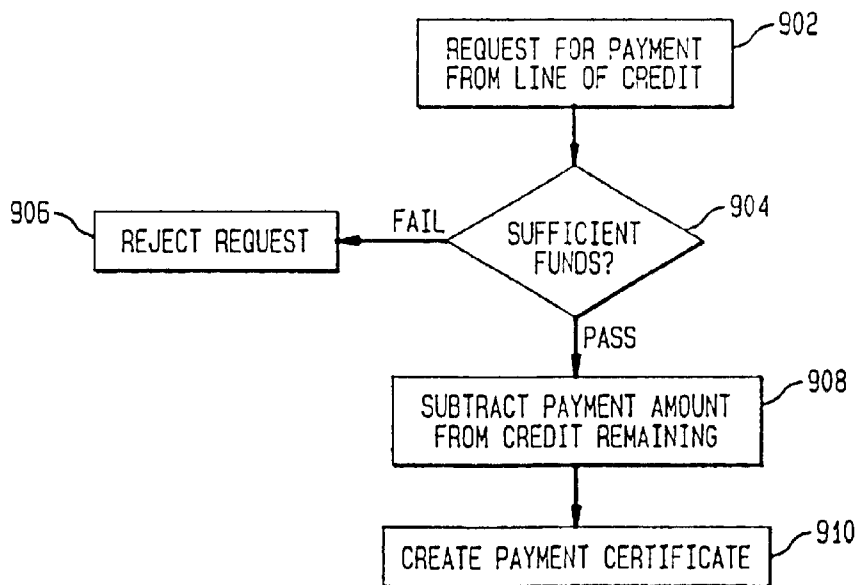 902
REQUEST FOR PAYMENT
FROM LINE OF CREDIT
904
SUFFICIENT
FUNDS?
FAIL
906
REJECT REQUEST
PASS
908
SUBTRACT PAYMENT AMOUNT
FROM CREDIT REMAINING
910
CREATE PAYMENT CERTIFICATE